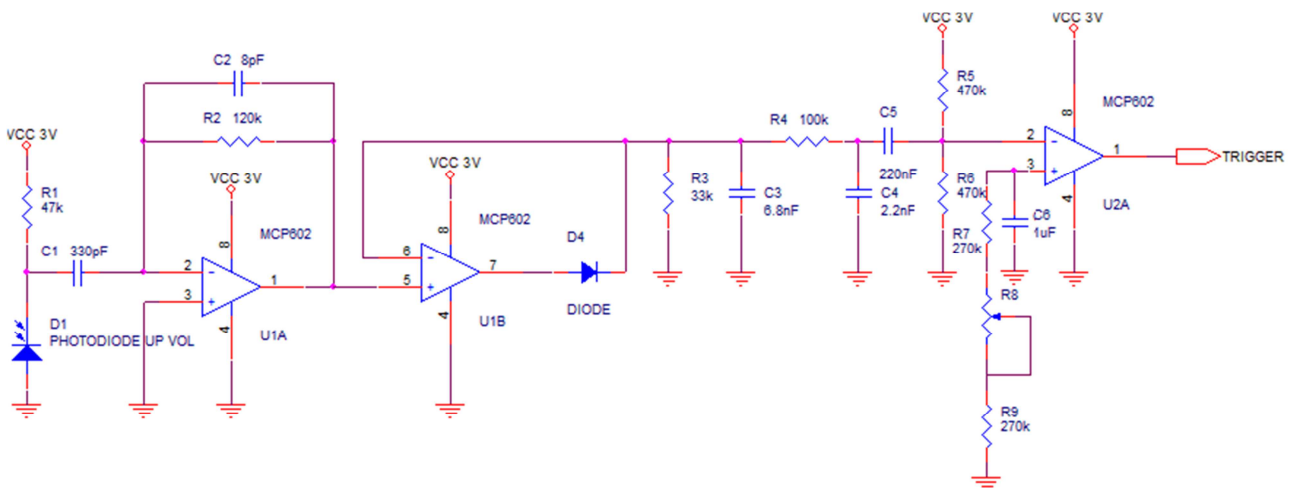 VCC 3V
R1
47k
C1 330pF
D1
PHOTODIODE UP VOL
C2 8pF
R2 120k
VCC 3V
8
MCP602
2
3
1
4
U1A
VCC 3V
8
MCP602
6
5
7
4
U1B
D4
DIODE
R3
33k
C3
6.8nF
R4 100k
C5
220nF
C4
2.2nF
VCC 3V
R5
470k
R6
470k
VCC 3V
8
MCP602
2
3
1
4
U2A
TRIGGER
C6
1uF
R7
270k
R8
R9
270k